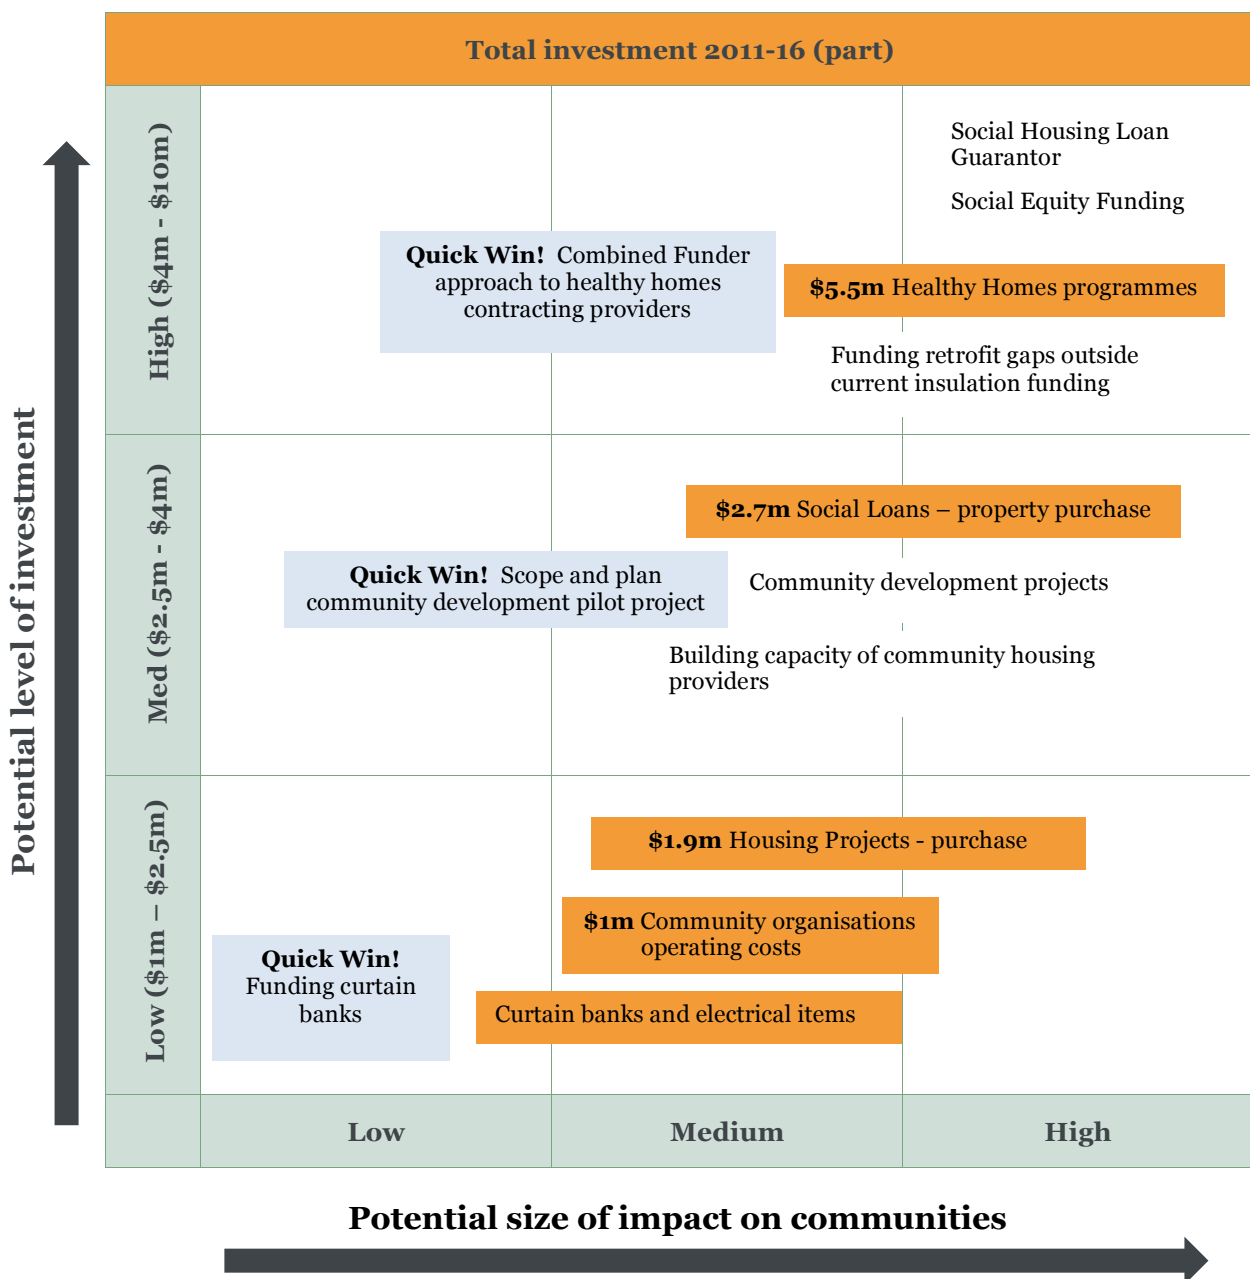 Total investment 2011-16 (part)
Potential level of investment
High ($4m - $10m)
Social Housing Loan
Guarantor
Social Equity Funding
Quick Win! Combined Funder
approach to healthy homes
contracting providers
$5.5m Healthy Homes programmes
Funding retrofit gaps outside
current insulation funding
Med ($2.5m - $4m)
$2.7m Social Loans – property purchase
Quick Win! Scope and plan
community development pilot project
Community development projects
Building capacity of community housing
providers
Low ($1m – $2.5m)
$1.9m Housing Projects - purchase
$1m Community organisations
operating costs
Quick Win!
Funding curtain
banks
Curtain banks and electrical items
Low
Medium
High
Potential size of impact on communities